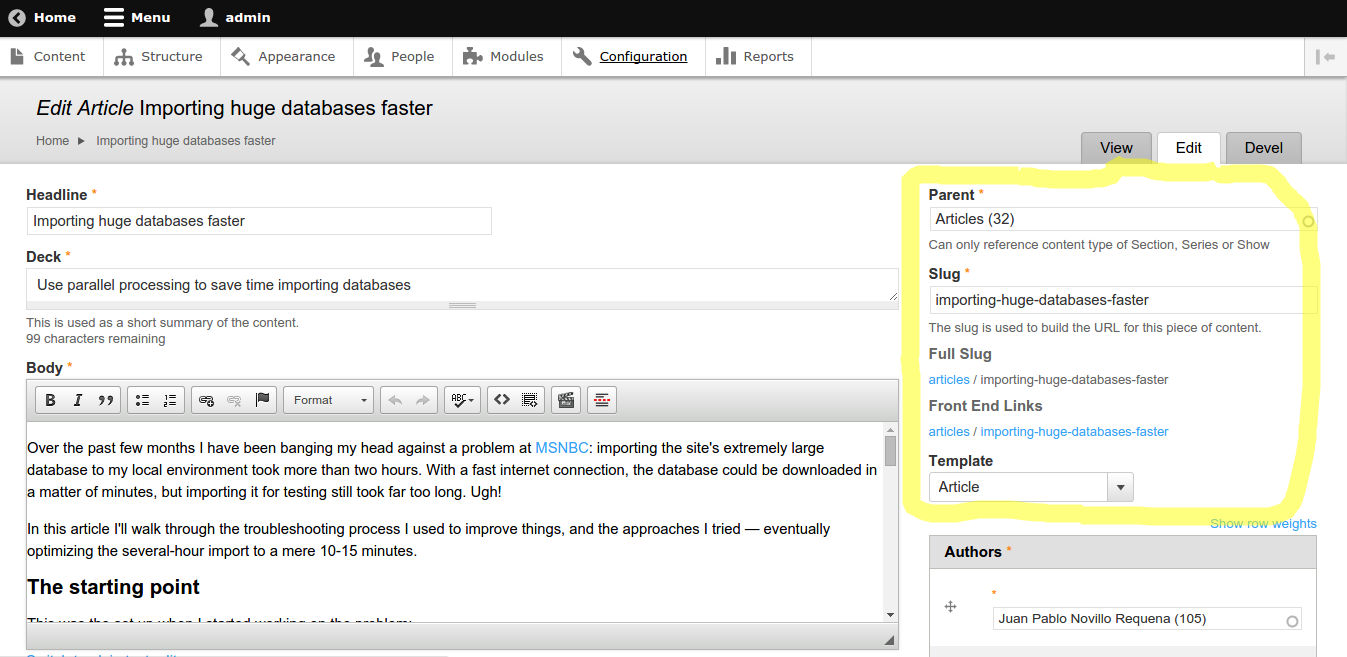 Home Menu admin
Content Structure Appearance People Modules Configuration Reports
Edit Article Importing huge databases faster
Home Importing huge databases faster
View Edit Devel
Headline *
Importing huge databases faster
Deck *
Use parallel processing to save time importing databases
This is used as a short summary of the content.
99 characters remaining
Body *
B I Format ABC
Over the past few months I have been banging my head against a problem at MSNBC: importing the site's extremely large
database to my local environment took more than two hours. With a fast internet connection, the database could be downloaded in
a matter of minutes, but importing it for testing still took far too long. Ugh!
In this article I'll walk through the troubleshooting process I used to improve things, and the approaches I tried — eventually
optimizing the several-hour import to a mere 10-15 minutes.
The starting point
Parent *
Articles (32)
Can only reference content type of Section, Series or Show
Slug *
importing-huge-databases-faster
The slug is used to build the URL for this piece of content.
Full Slug
articles / importing-huge-databases-faster
Front End Links
articles / importing-huge-databases-faster
Template
Article
Show row weights
Authors *
*
Juan Pablo Novillo Requena (105)